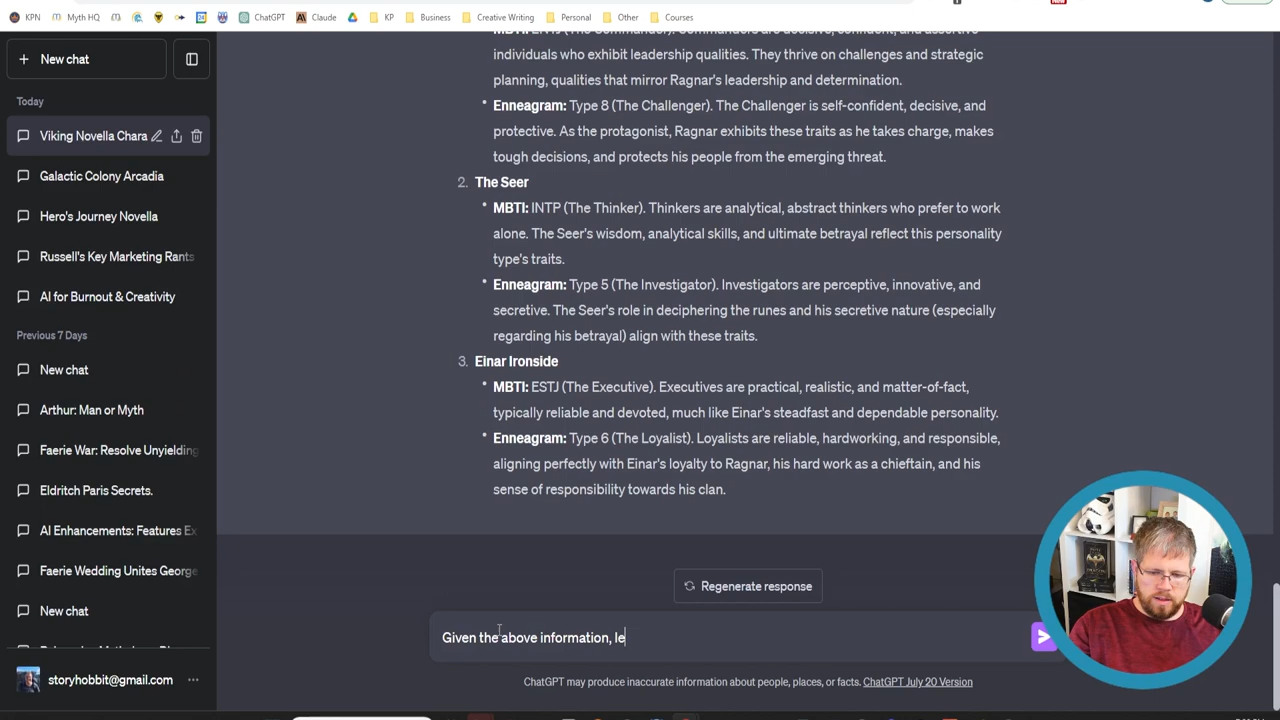 KPN Myth HQ ChatGPT Claude KP Business Creative Writing Personal Other Courses
New chat
Today
Viking Novella Chara
Galactic Colony Arcadia
Hero's Journey Novella
Russell's Key Marketing Rants
AI for Burnout & Creativity
Previous 7 Days
New chat
Arthur: Man or Myth
Faerie War: Resolve Unyielding
Eldritch Paris Secrets.
AI Enhancements: Features Ex
Faerie Wedding Unites George
New chat
storyhobbit@gmail.com
individuals who exhibit leadership qualities. They thrive on challenges and strategic
planning, qualities that mirror Ragnar's leadership and determination.
• Enneagram: Type 8 (The Challenger). The Challenger is self-confident, decisive, and
protective. As the protagonist, Ragnar exhibits these traits as he takes charge, makes
tough decisions, and protects his people from the emerging threat.
2. The Seer
• MBTI: INTP (The Thinker). Thinkers are analytical, abstract thinkers who prefer to work
alone. The Seer's wisdom, analytical skills, and ultimate betrayal reflect this personality
type's traits.
• Enneagram: Type 5 (The Investigator). Investigators are perceptive, innovative, and
secretive. The Seer's role in deciphering the runes and his secretive nature (especially
regarding his betrayal) align with these traits.
3. Einar Ironside
• MBTI: ESTJ (The Executive). Executives are practical, realistic, and matter-of-fact,
typically reliable and devoted, much like Einar's steadfast and dependable personality.
• Enneagram: Type 6 (The Loyalist). Loyalists are reliable, hardworking, and responsible,
aligning perfectly with Einar's loyalty to Ragnar, his hard work as a chieftain, and his
sense of responsibility towards his clan.
Regenerate response
Given the above information, le
ChatGPT may produce inaccurate information about people, places, or facts. ChatGPT July 20 Version